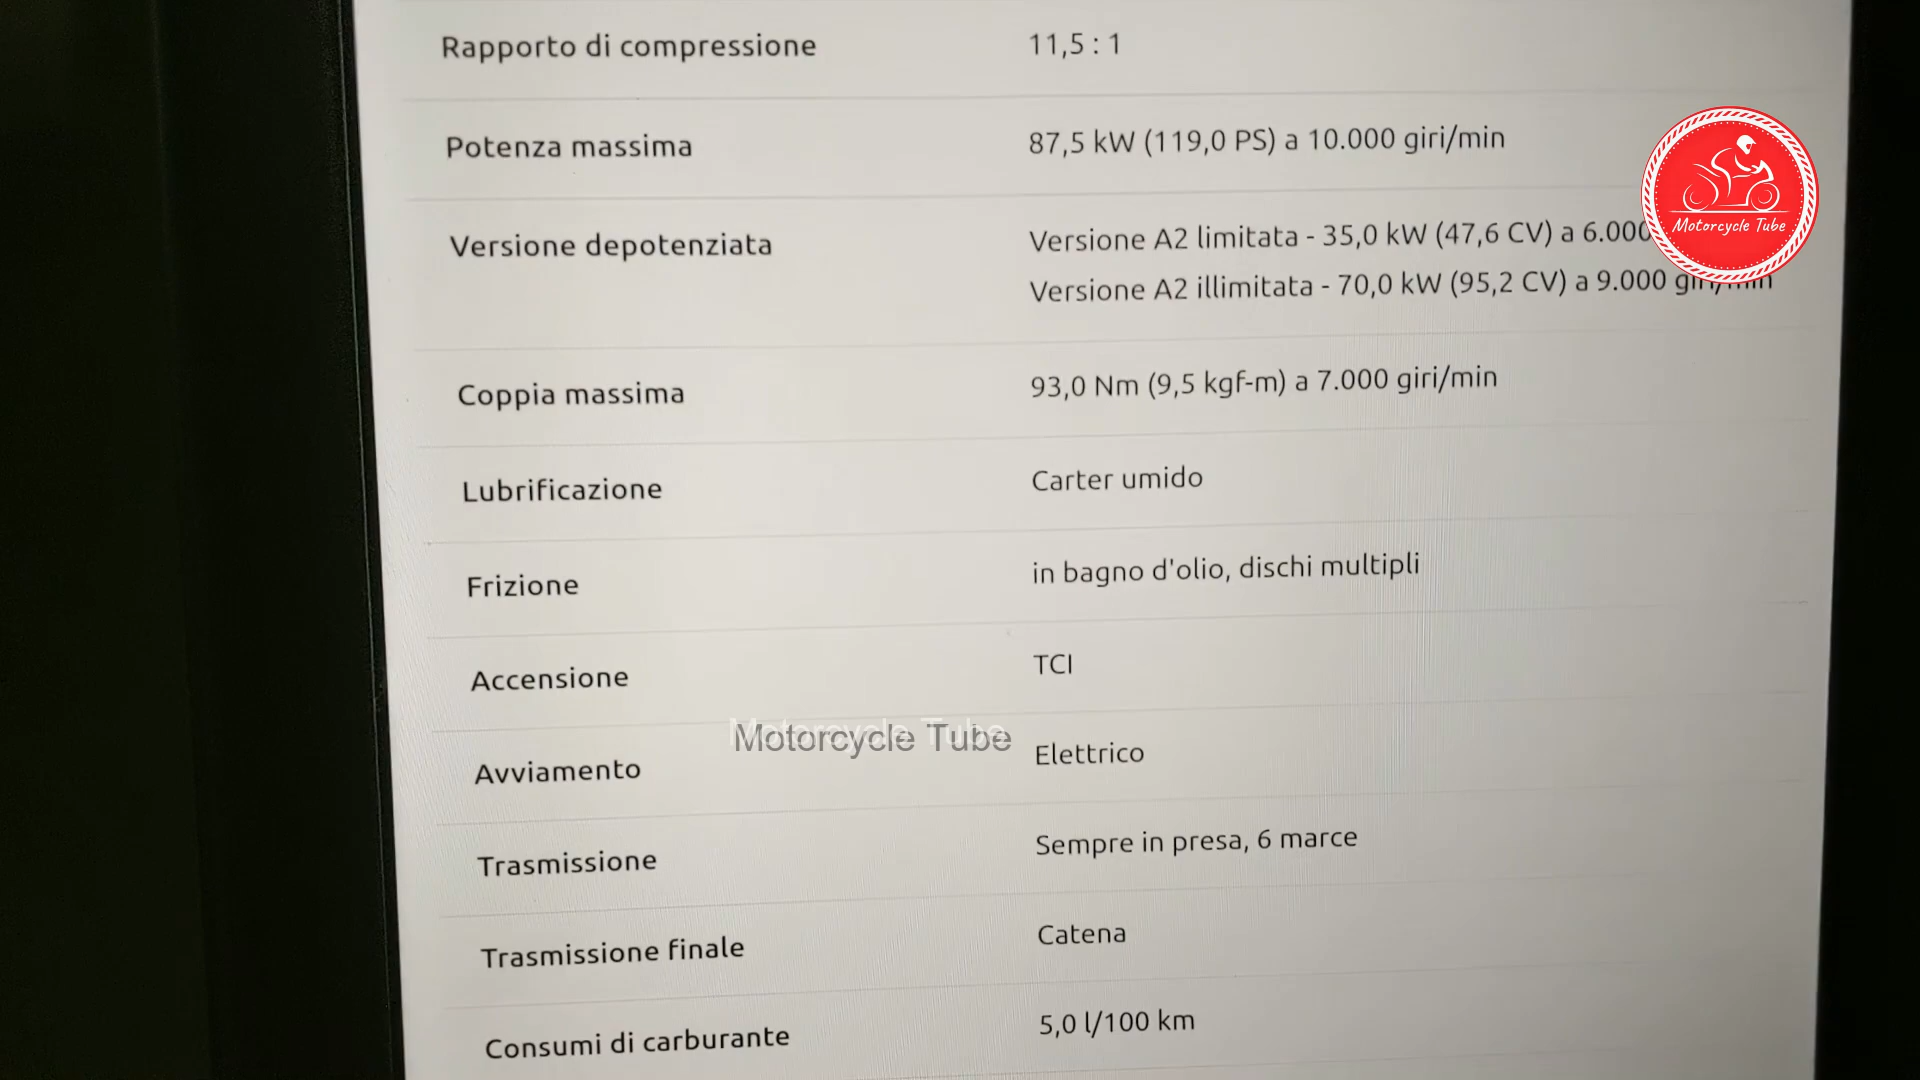 Rapporto di compressione 11,5 : 1
Potenza massima 87,5 kW (119,0 PS) a 10.000 giri/min
Versione depotenziata Versione A2 limitata - 35,0 kW (47,6 CV) a 6.000
Versione A2 illimitata - 70,0 kW (95,2 CV) a 9.000 giri/min
Motorcycle Tube
Coppia massima 93,0 Nm (9,5 kgf-m) a 7.000 giri/min
Lubrificazione Carter umido
Frizione in bagno d'olio, dischi multipli
Accensione TCI
Motorcycle Tube
Avviamento Elettrico
Trasmissione Sempre in presa, 6 marce
Trasmissione finale Catena
Consumi di carburante 5,0 l/100 km